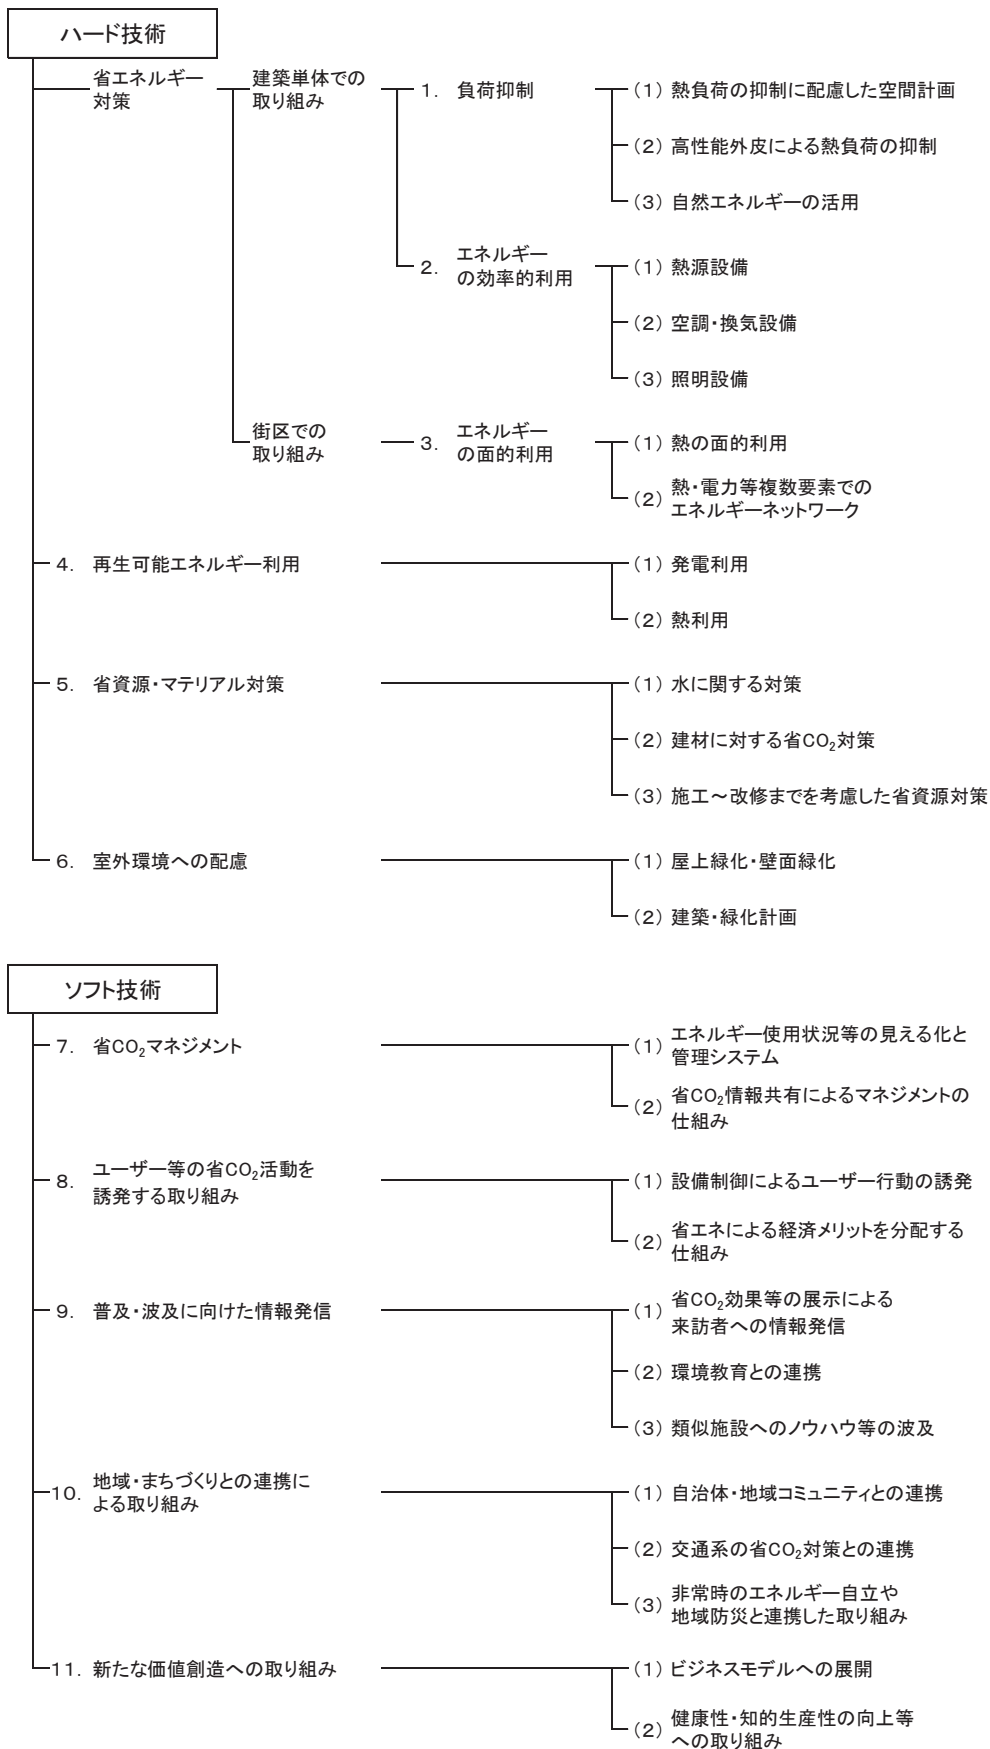 ハード技術
省エネルギー
対策
建築単体での
取り組み
1. 負荷抑制
(1) 熱負荷の抑制に配慮した空間計画
(2) 高性能外皮による熱負荷の抑制
(3) 自然エネルギーの活用
2. エネルギー
の効率的利用
(1) 熱源設備
(2) 空調・換気設備
(3) 照明設備
街区での
取り組み
3. エネルギー
の面的利用
(1) 熱の面的利用
(2) 熱・電力等複数要素での
エネルギーネットワーク
4. 再生可能エネルギー利用
(1) 発電利用
(2) 熱利用
5. 省資源・マテリアル対策
(1) 水に関する対策
(2) 建材に対する省CO₂対策
(3) 施工～改修までを考慮した省資源対策
6. 室外環境への配慮
(1) 屋上緑化・壁面緑化
(2) 建築・緑化計画
ソフト技術
7. 省CO₂マネジメント
(1) エネルギー使用状況等の見える化と
管理システム
(2) 省CO₂情報共有によるマネジメントの
仕組み
8. ユーザー等の省CO₂活動を
誘発する取り組み
(1) 設備制御によるユーザー行動の誘発
(2) 省エネによる経済メリットを分配する
仕組み
9. 普及・波及に向けた情報発信
(1) 省CO₂効果等の展示による
来訪者への情報発信
(2) 環境教育との連携
(3) 類似施設へのノウハウ等の波及
10. 地域・まちづくりとの連携に
よる取り組み
(1) 自治体・地域コミュニティとの連携
(2) 交通系の省CO₂対策との連携
(3) 非常時のエネルギー自立や
地域防災と連携した取り組み
11. 新たな価値創造への取り組み
(1) ビジネスモデルへの展開
(2) 健康性・知的生産性の向上等
への取り組み